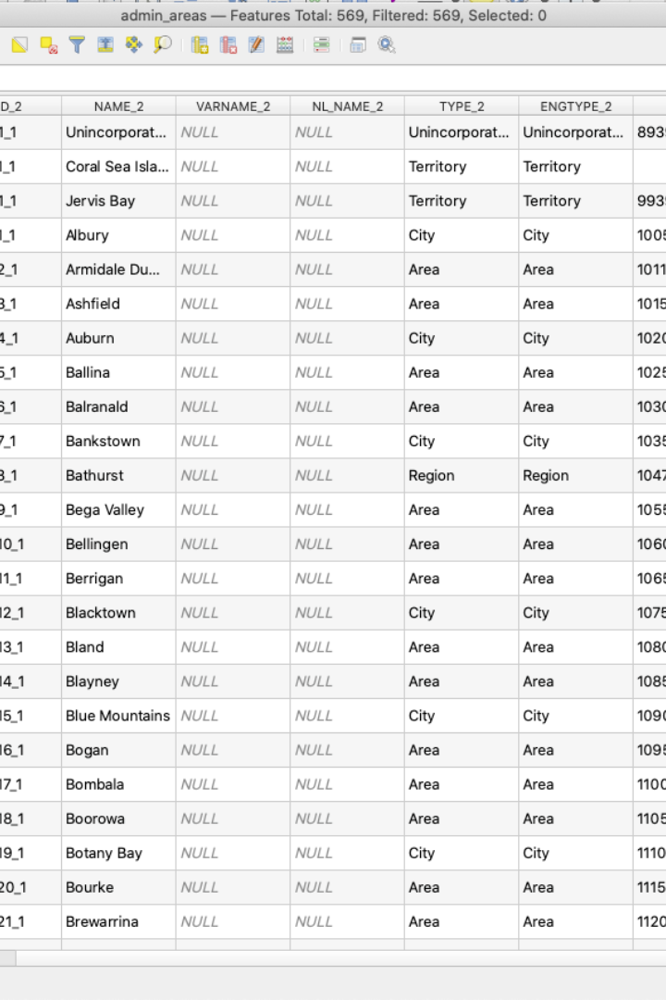 admin_areas — Features Total: 569, Filtered: 569, Selected: 0
D_2 NAME_2 VARNAME_2 NL_NAME_2 TYPE_2 ENGTYPE_2
1_1 Unincorporat... NULL NULL Unincorporat... Unincorporat... 893
1_1 Coral Sea Isla... NULL NULL Territory Territory
1_1 Jervis Bay NULL NULL Territory Territory 993
1_1 Albury NULL NULL City City 1005
2_1 Armidale Du... NULL NULL Area Area 1011
3_1 Ashfield NULL NULL Area Area 1015
4_1 Auburn NULL NULL City City 1020
5_1 Ballina NULL NULL Area Area 1025
6_1 Balranald NULL NULL Area Area 1030
7_1 Bankstown NULL NULL City City 1035
8_1 Bathurst NULL NULL Region Region 1047
9_1 Bega Valley NULL NULL Area Area 1055
10_1 Bellingen NULL NULL Area Area 1060
11_1 Berrigan NULL NULL Area Area 1065
12_1 Blacktown NULL NULL City City 1075
13_1 Bland NULL NULL Area Area 1080
14_1 Blayney NULL NULL Area Area 1085
15_1 Blue Mountains NULL NULL City City 1090
16_1 Bogan NULL NULL Area Area 1095
17_1 Bombala NULL NULL Area Area 1100
18_1 Boorowa NULL NULL Area Area 1105
19_1 Botany Bay NULL NULL City City 1110
20_1 Bourke NULL NULL Area Area 1115
21_1 Brewarrina NULL NULL Area Area 1120